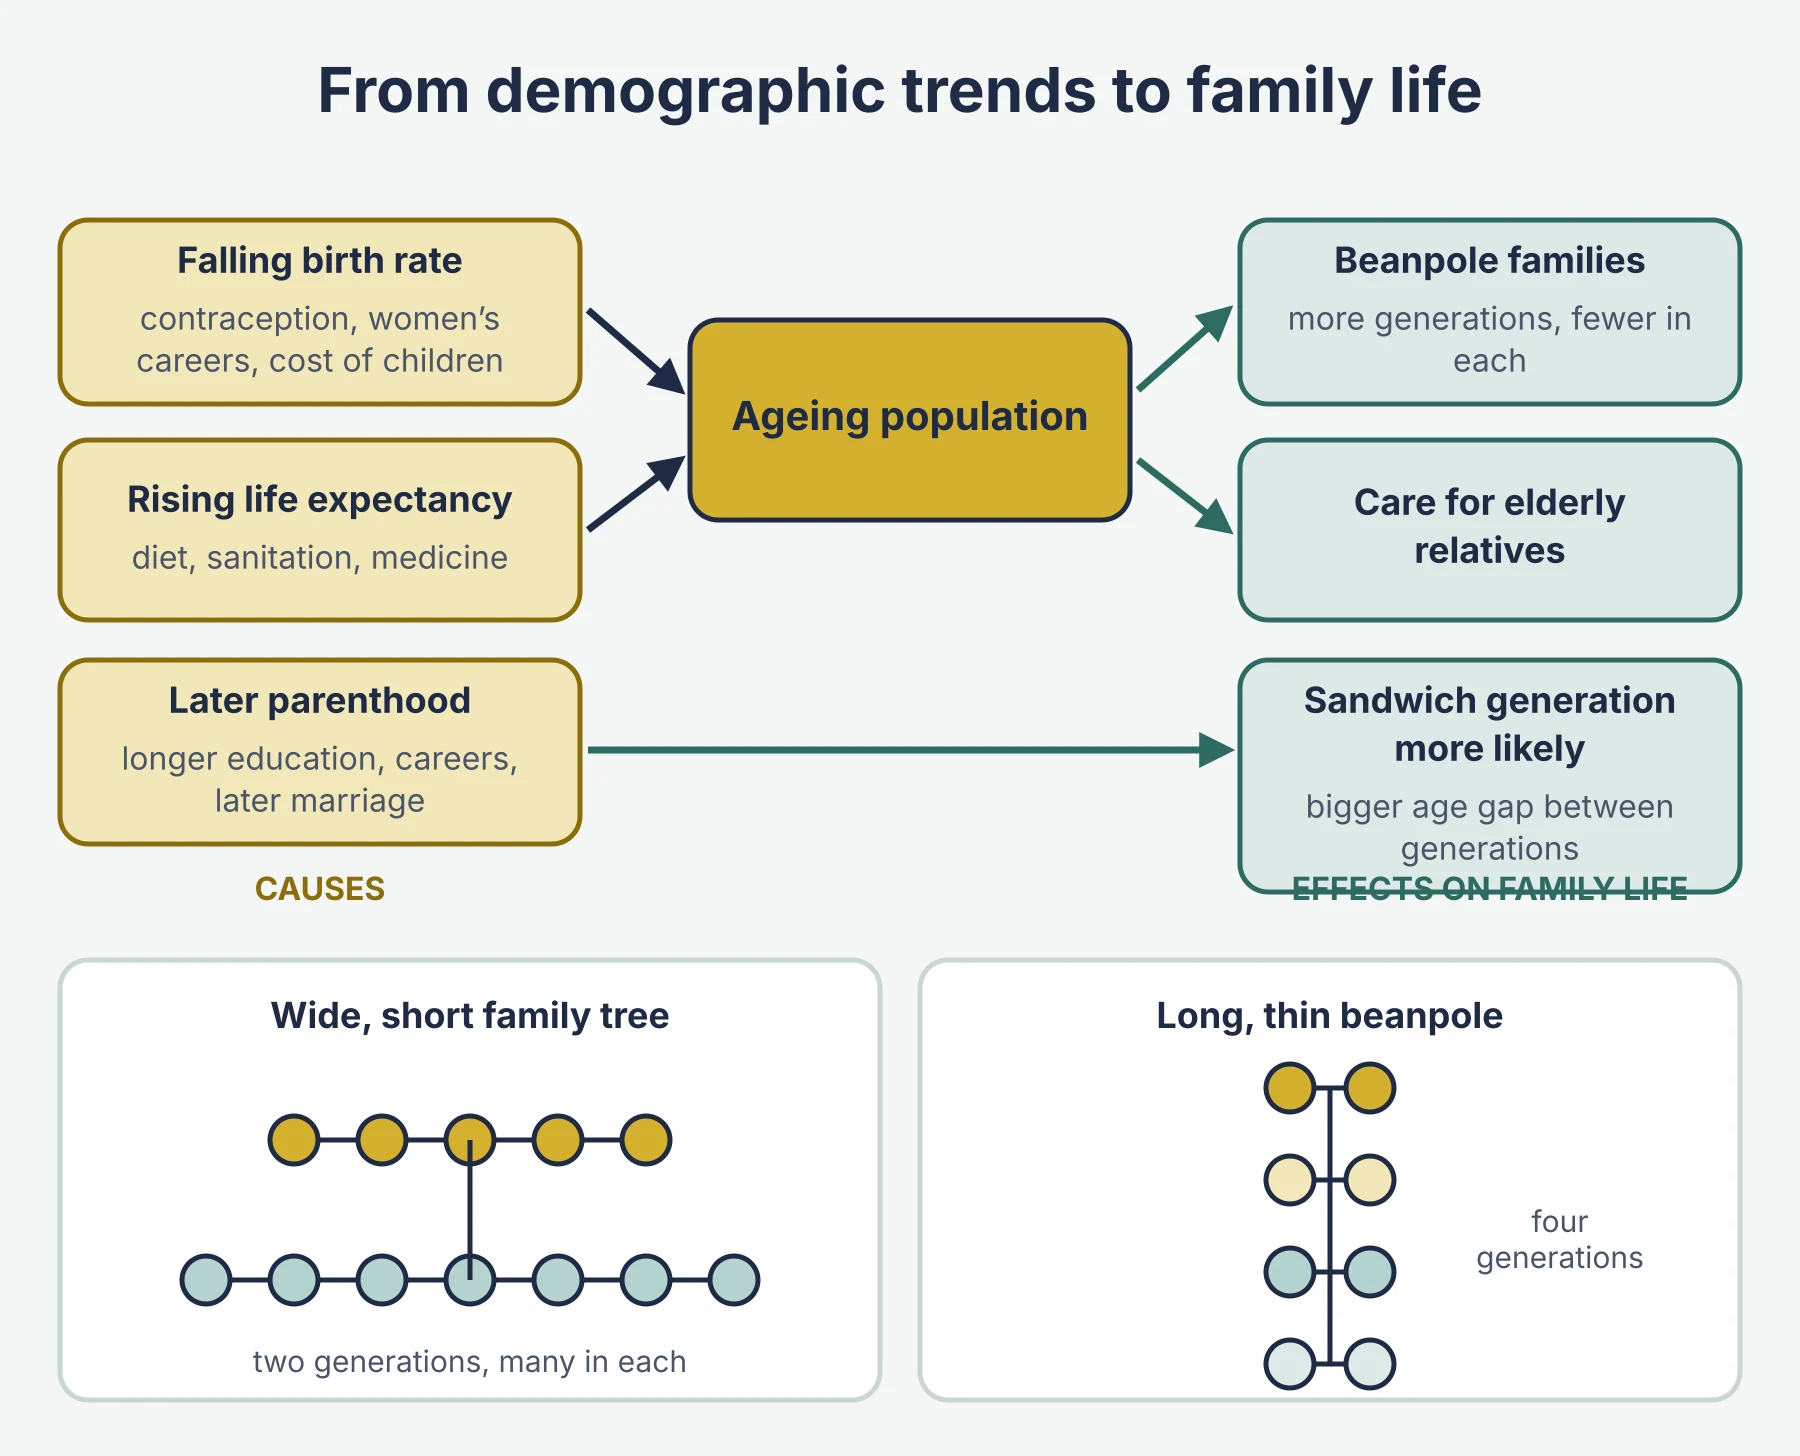 From demographic trends to family life
Falling birth rate
contraception, women’s
careers, cost of children
Rising life expectancy
diet, sanitation, medicine
Later parenthood
longer education, careers,
later marriage
CAUSES
Ageing population
Beanpole families
more generations, fewer in
each
Care for elderly
relatives
Sandwich generation
more likely
bigger age gap between
generations
EFFECTS ON FAMILY LIFE
Wide, short family tree
two generations, many in each
Long, thin beanpole
four
generations